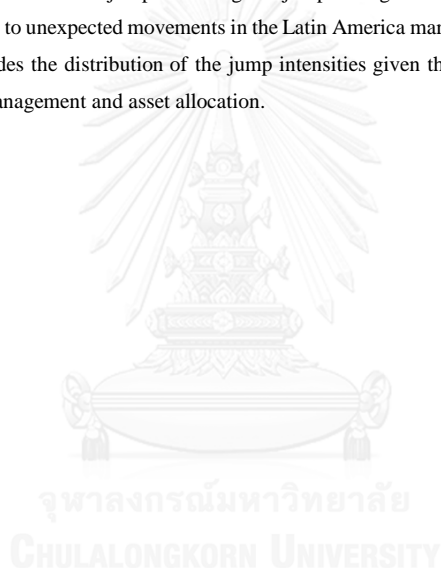 to unexpected movements in the Latin America
des the distribution of the jump intensities given
nagement and asset allocation.
จุฬาลงกรณ์มหาวิทยาลัย
CHULALONGKORN UNIVERSITY